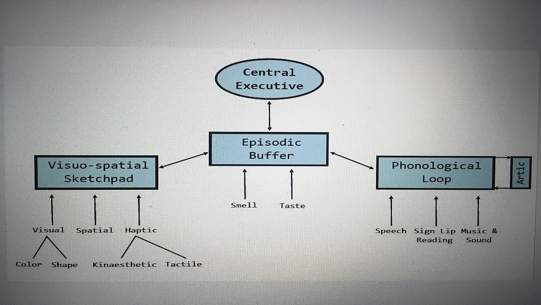 Central
Executive
Episodic
Buffer
Visuo-spatial
Sketchpad
Phonological
Loop
Artic
Smell
Taste
Visual
Spatial
Haptic
Speech
Sign Lip
Reading
Music &
Sound
Color
Shape
Kinaesthetic
Tactile